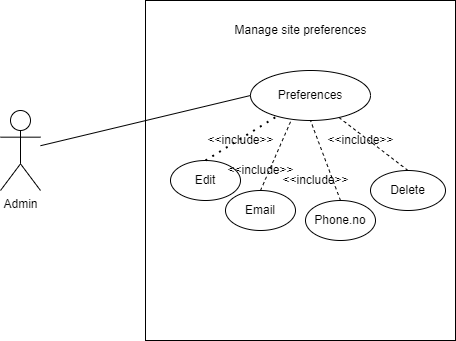 Manage site preferences
Preferences
<<include>>
<<include>>
<<include>>
<<include>>
Edit
Email
Phone.no
Delete
Admin